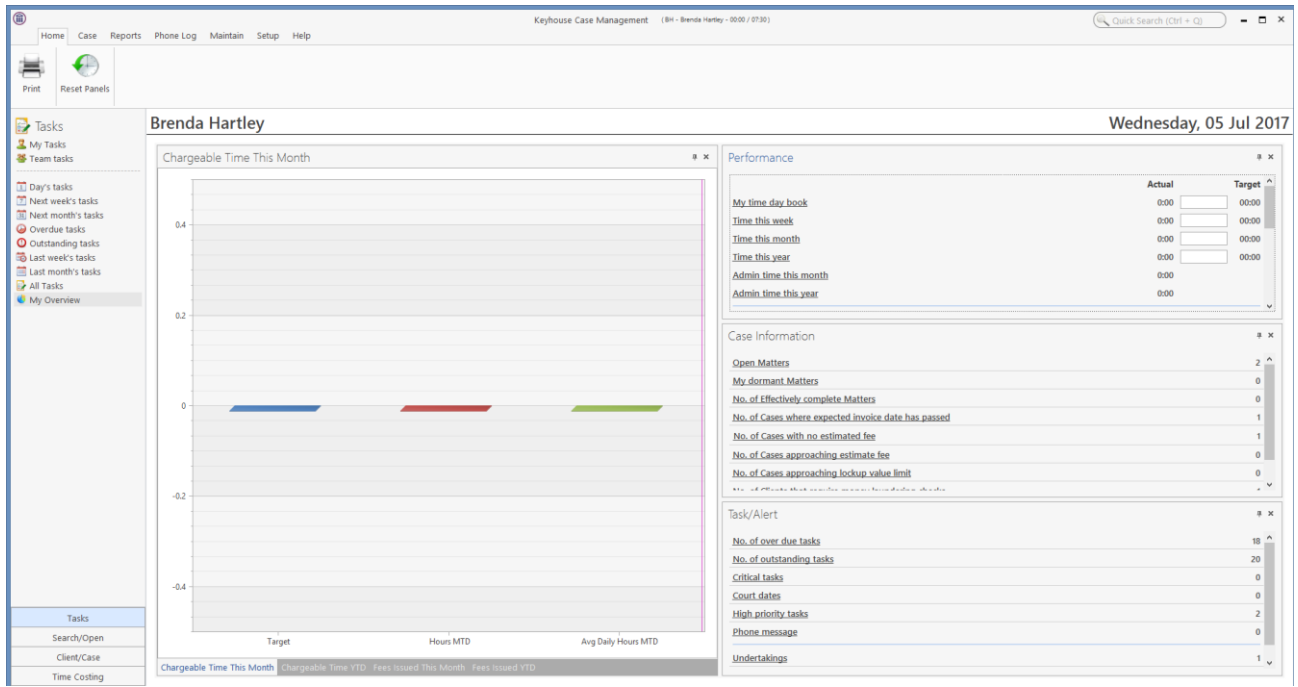 Keyhouse Case Management (BH - Brenda Hartley - 00:00 / 07:30)
Quick Search (Ctrl + Q)
Home Case Reports Phone Log Maintain Setup Help
Print Reset Panels
Tasks
My Tasks
Team tasks
Day's tasks
Next week's tasks
Next month's tasks
Overdue tasks
Outstanding tasks
Last week's tasks
Last month's tasks
All Tasks
My Overview
Tasks
Search/Open
Client/Case
Time Costing
Brenda Hartley
Wednesday, 05 Jul 2017
Chargeable Time This Month
0.4
0.2
0
-0.2
-0.4
Target Hours MTD Avg Daily Hours MTD
Chargeable Time This Month Chargeable Time YTD Fees Issued This Month Fees Issued YTD
Performance
Actual Target
My time day book 0:00 00:00
Time this week 0:00 00:00
Time this month 0:00 00:00
Time this year 0:00 00:00
Admin time this month 0:00
Admin time this year 0:00
Case Information
Open Matters 2
My dormant Matters 0
No. of Effectively complete Matters 0
No. of Cases where expected invoice date has passed 1
No. of Cases with no estimated fee 1
No. of Cases approaching estimate fee 0
No. of Cases approaching lockup value limit 0
No. of Clients that require money laundering checks
Task/Alert
No. of over due tasks 18
No. of outstanding tasks 20
Critical tasks 0
Court dates 0
High priority tasks 2
Phone message 0
Undertakings 1